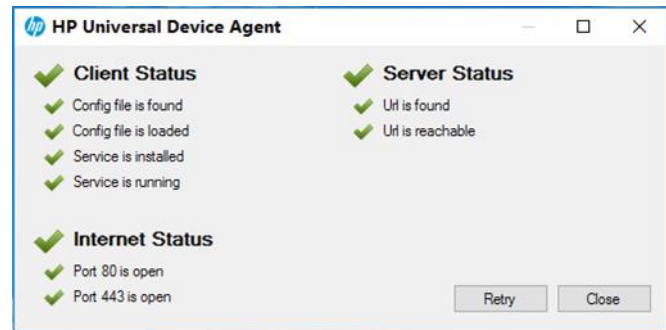 hp HP Universal Device Agent
Client Status
Config file is found
Config file is loaded
Service is installed
Service is running
Server Status
Url is found
Url is reachable
Internet Status
Port 80 is open
Port 443 is open
Retry Close